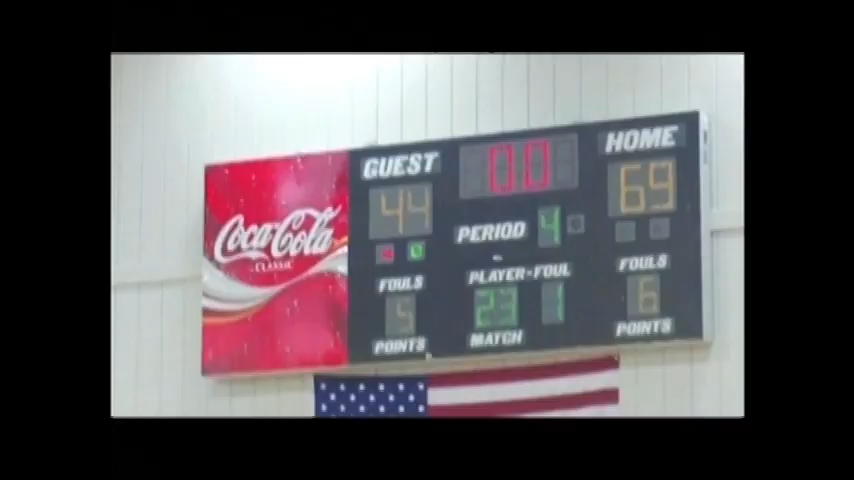 GUEST
HOME
00
44
69
PERIOD 4
Coca-Cola
CLASSIC
FOULS
PLAYER-FOUL
FOULS
5
23 1
6
POINTS
MATCH
POINTS